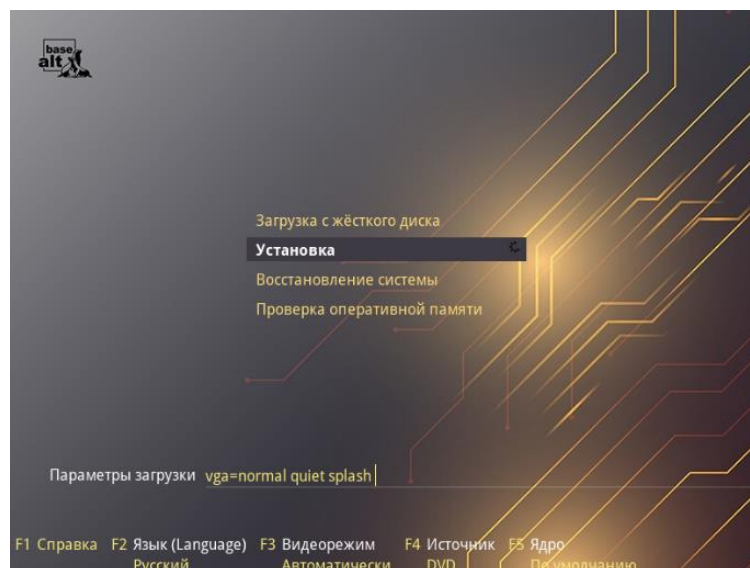 base
alt
Загрузка с жёсткого диска
Установка
Восстановление системы
Проверка оперативной памяти
Параметры загрузки vga=normal quiet splash
F1 Справка F2 Язык (Language) F3 Видеорежим F4 Источник F5 Ядро
Русский Автоматически DVD По умолчанию